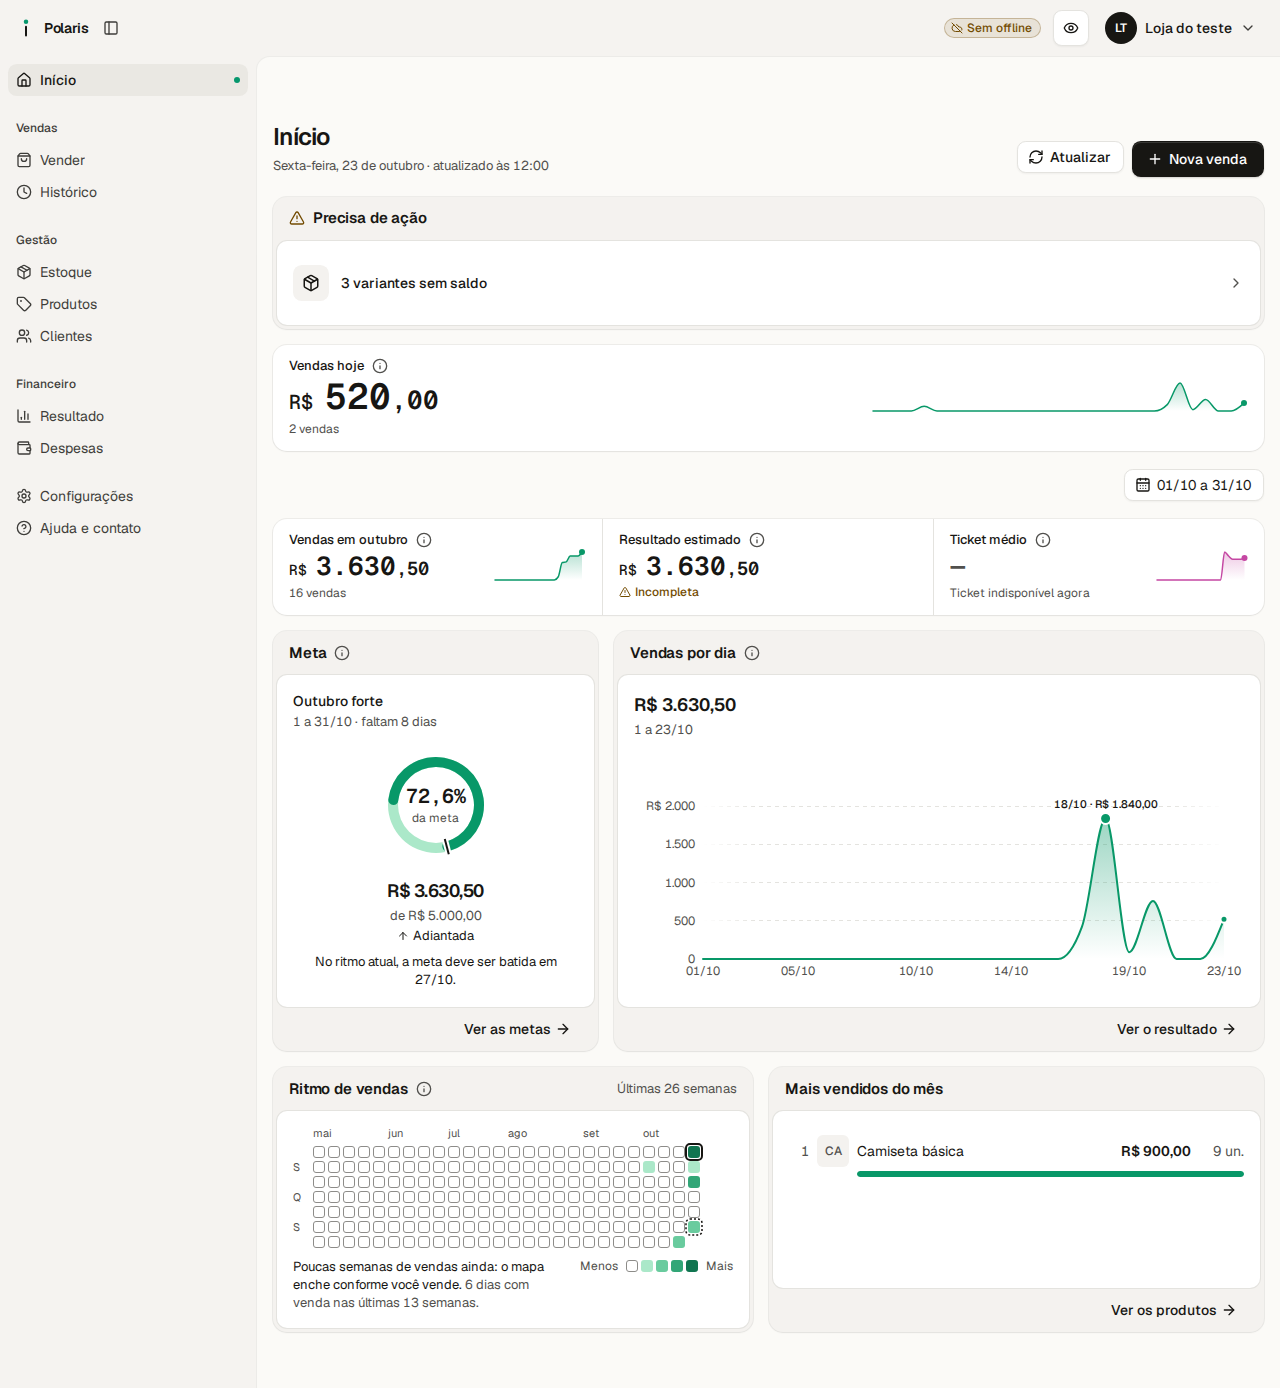 Polaris
Sem offline
LT
Loja do teste
Início
Vendas
Vender
Histórico
Gestão
Estoque
Produtos
Clientes
Financeiro
Resultado
Despesas
Configurações
Ajuda e contato
Início
Sexta-feira, 23 de outubro · atualizado às 12:00
Atualizar
Nova venda
Precisa de ação
3 variantes sem saldo
Vendas hoje
R$ 520,00
2 vendas
01/10 a 31/10
Vendas em outubro
R$ 3.630,50
16 vendas
Resultado estimado
R$ 3.630,50
Incompleta
Ticket médio
—
Ticket indisponível agora
Meta
Outubro forte
1 a 31/10 · faltam 8 dias
72,6%
da meta
R$ 3.630,50
de R$ 5.000,00
Adiantada
No ritmo atual, a meta deve ser batida em
27/10.
Ver as metas
Vendas por dia
R$ 3.630,50
1 a 23/10
18/10 · R$ 1.840,00
R$ 2.000
1.500
1.000
500
0
01/10 05/10 10/10 14/10 19/10 23/10
Ver o resultado
Ritmo de vendas
Últimas 26 semanas
mai jun jul ago set out
S
Q
S
Poucas semanas de vendas ainda: o mapa
enche conforme você vende. 6 dias com
venda nas últimas 13 semanas.
Menos
Mais
Mais vendidos do mês
1 CA Camiseta básica R$ 900,00 9 un.
Ver os produtos